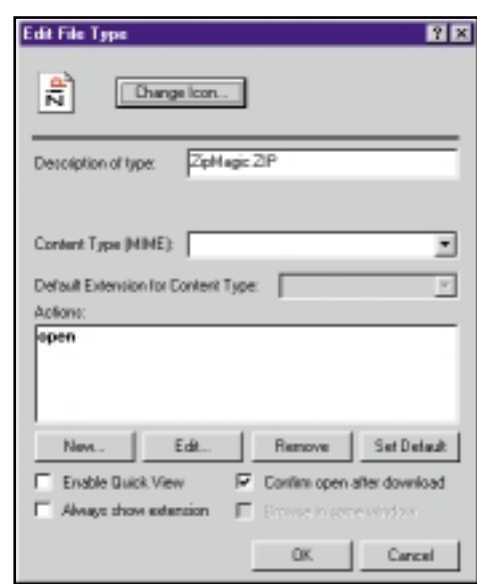 Edit File Type
ZIP
Change Icon...
Description of type: ZipMagic ZIP
Content Type (MIME):
Default Extension for Content Type:
Actions:
open
New... Edit... Remove Set Default
Enable Quick View Confirm open after download
Always show extension Browse in same window
OK Cancel